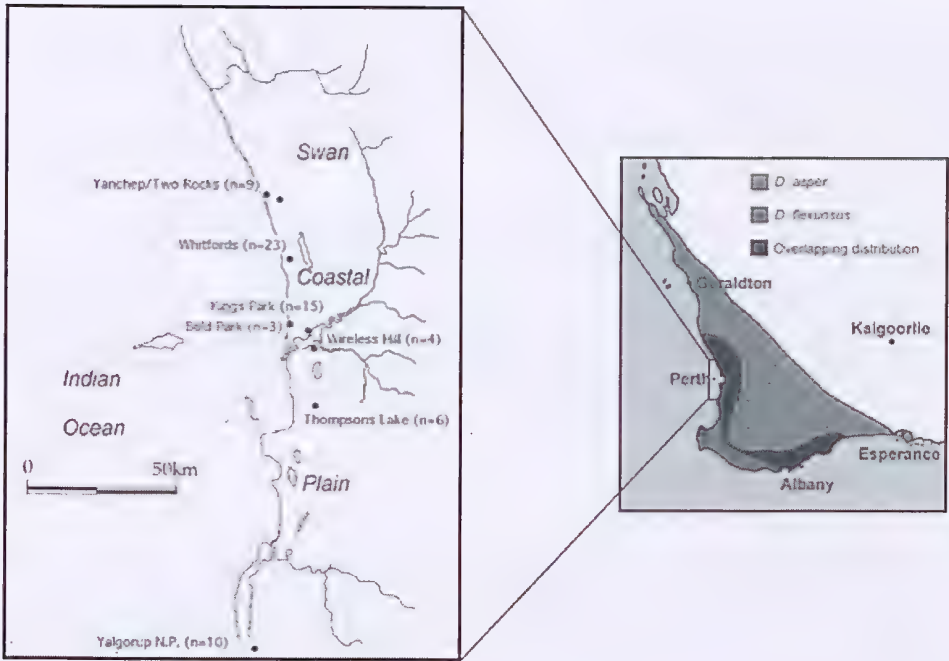 Swan
Yanchep/Two Rocks (n=9)
Whitfords (n=23)
Coastal
Kings Park (n=15)
Bold Park (n=3)
Wireless Hill (n=4)
Indian
Ocean
Thompsons Lake (n=6)
0 50km
Plain
Yalgorup N.P. (n=10)
D. asper
D. flexuosus
Overlapping distribution
Geraldton
Kalgoorlie
Perth
Esperance
Albany